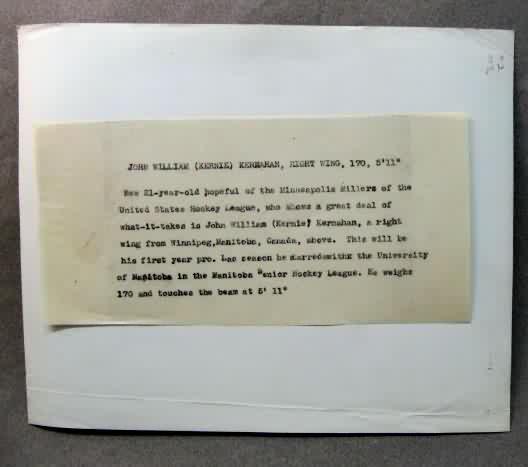 JOHN WILLIAM (KERNIE) KERNAHAN, RIGHT WING, 170, 5'11"
New 21-year-old hopeful of the Minneapolis Millers of the
United States Hockey League, who shows a great deal of
what-it-takes is John William (Kernie) Kernahan, a right
wing from Winnipeg,Manitoba, Canada, above. This will be
his first year pro. Las season he starred with the University
of Manitoba in the Manitoba Senior Hockey League. He weighs
170 and touches the beam at 5' 11"